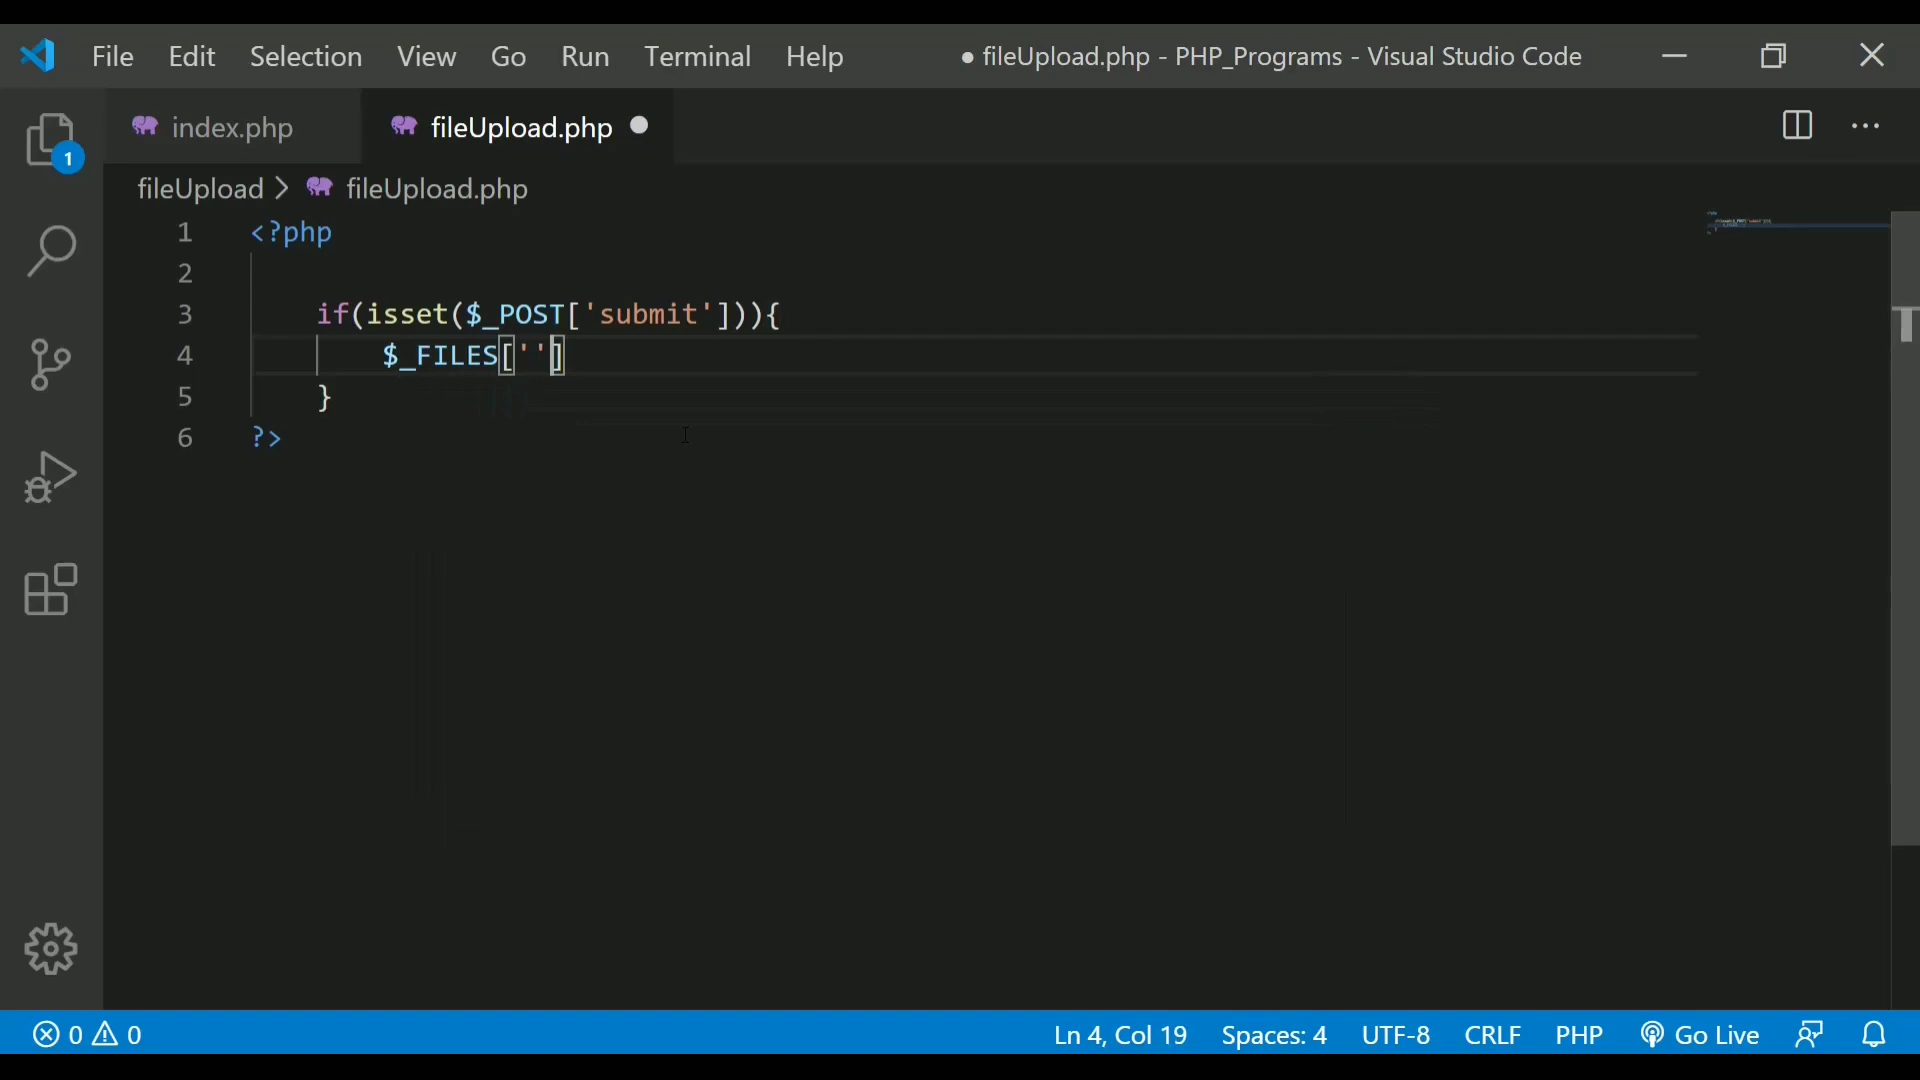 File Edit Selection View Go Run Terminal Help ● fileUpload.php - PHP_Programs - Visual Studio Code
index.php fileUpload.php
1
fileUpload > fileUpload.php
1 <?php
2
3 if(isset($_POST['submit'])){
4 $_FILES['']
5 }
6 ?>
0 0 Ln 4, Col 19 Spaces: 4 UTF-8 CRLF PHP Go Live